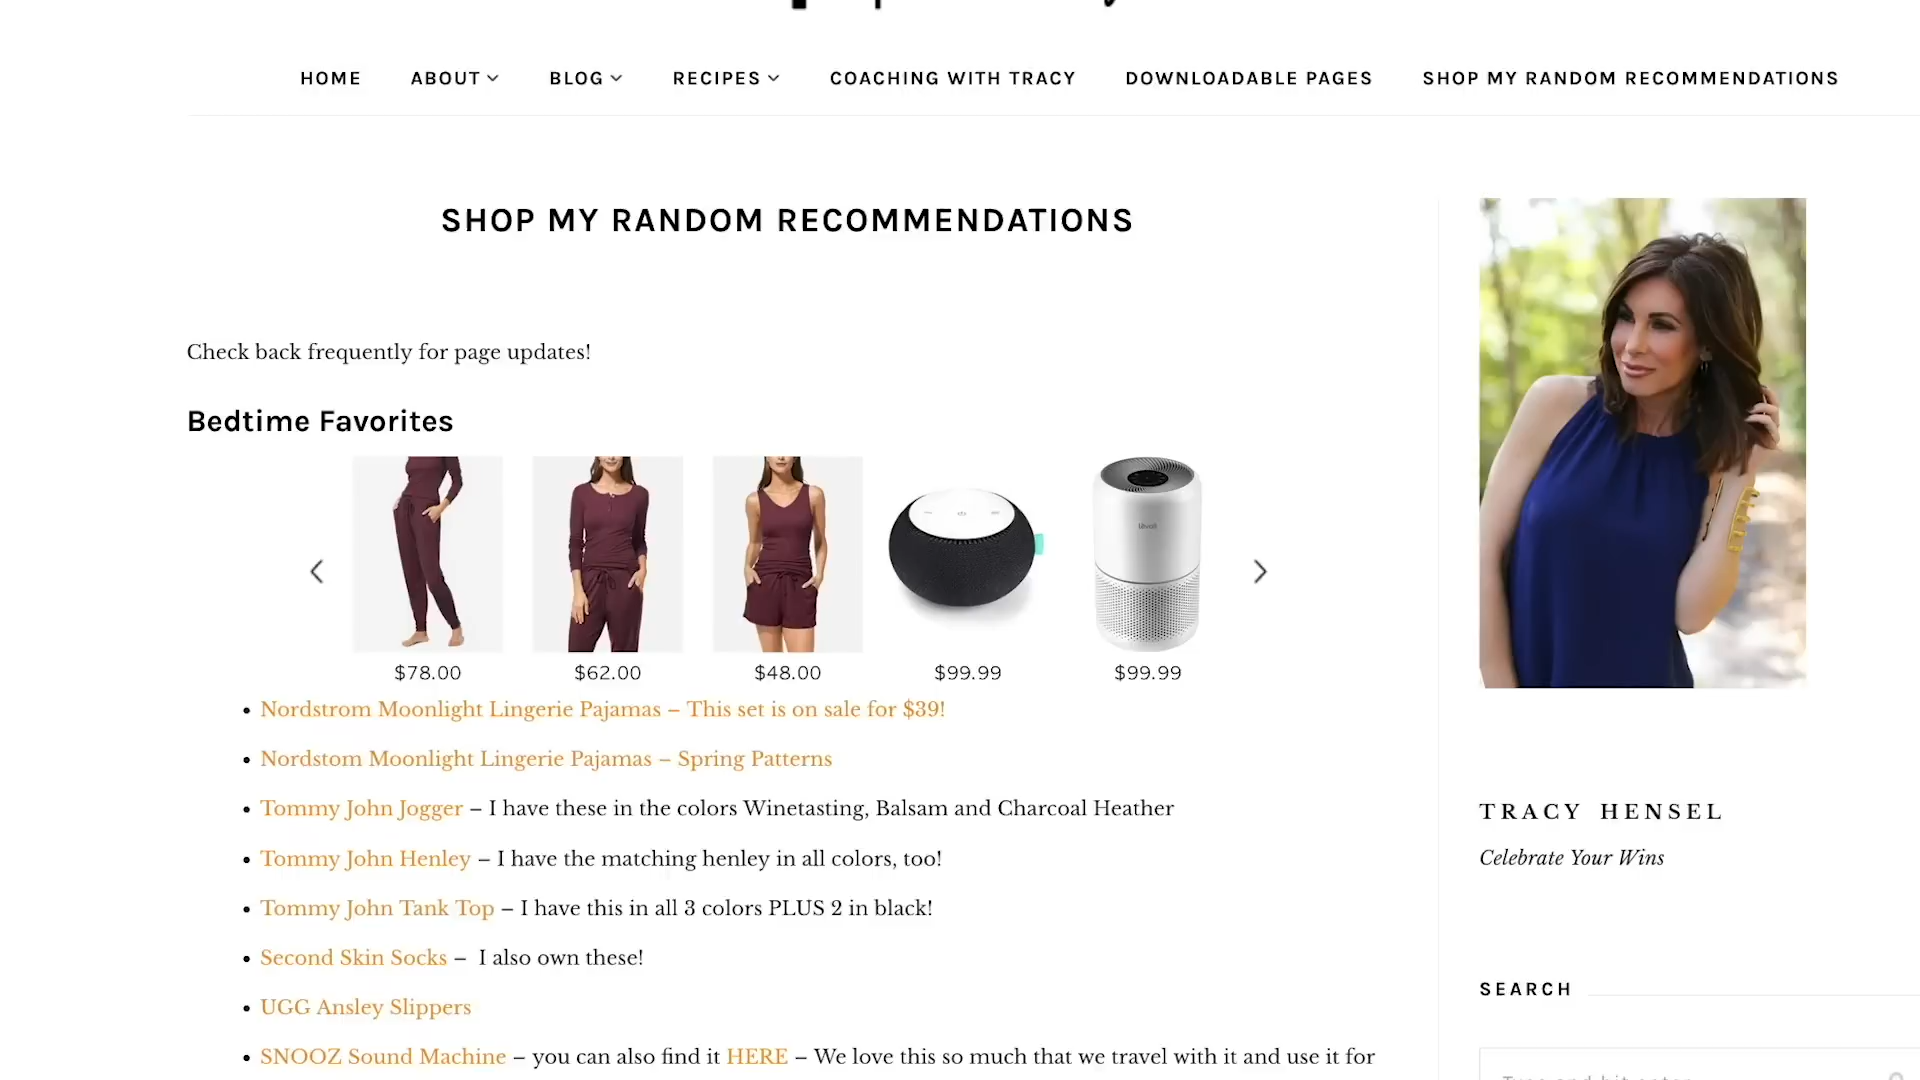 HOME ABOUT BLOG RECIPES COACHING WITH TRACY DOWNLOADABLE PAGES SHOP MY RANDOM RECOMMENDATIONS
SHOP MY RANDOM RECOMMENDATIONS
Check back frequently for page updates!
Bedtime Favorites
levoit
$78.00 $62.00 $48.00 $99.99 $99.99
• Nordstrom Moonlight Lingerie Pajamas – This set is on sale for $39!
• Nordstom Moonlight Lingerie Pajamas – Spring Patterns
• Tommy John Jogger – I have these in the colors Winetasting, Balsam and Charcoal Heather
• Tommy John Henley – I have the matching henley in all colors, too!
• Tommy John Tank Top – I have this in all 3 colors PLUS 2 in black!
• Second Skin Socks – I also own these!
• UGG Ansley Slippers
• SNOOZ Sound Machine – you can also find it HERE – We love this so much that we travel with it and use it for
TRACY HENSEL
Celebrate Your Wins
SEARCH